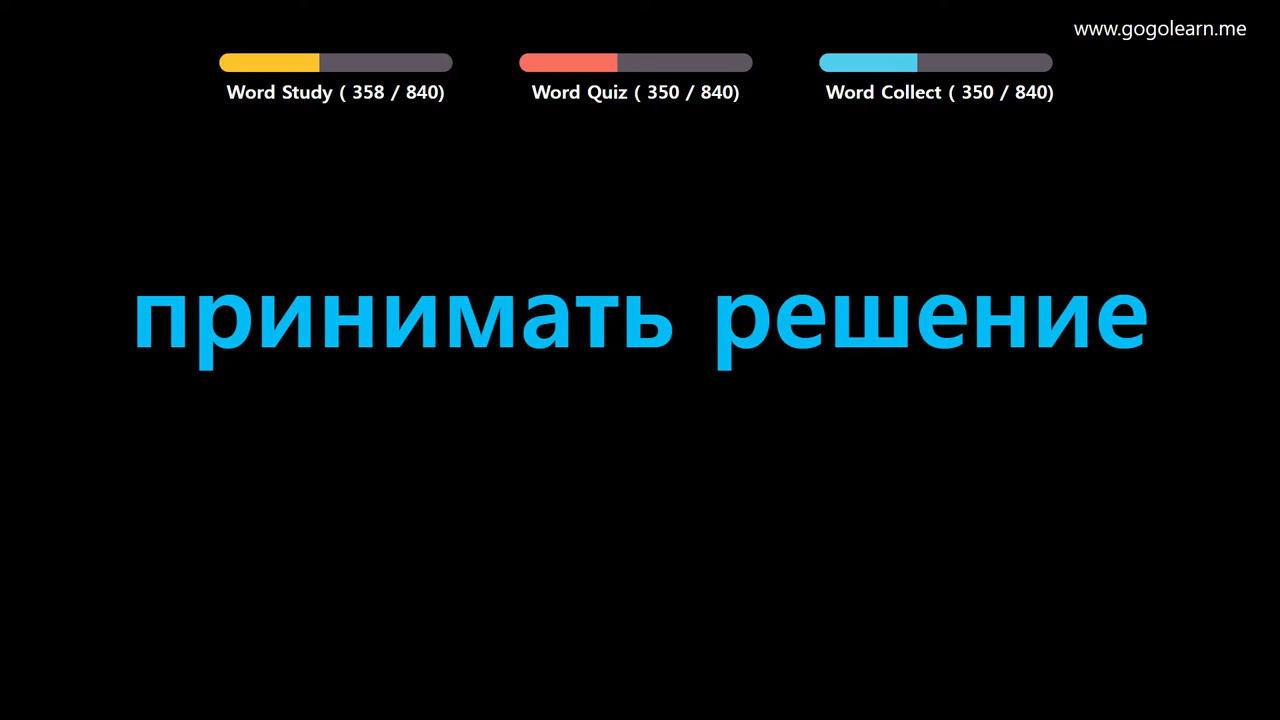 www.gogolearn.me
Word Study ( 358 / 840)
Word Quiz ( 350 / 840)
Word Collect ( 350 / 840)
принимать решение